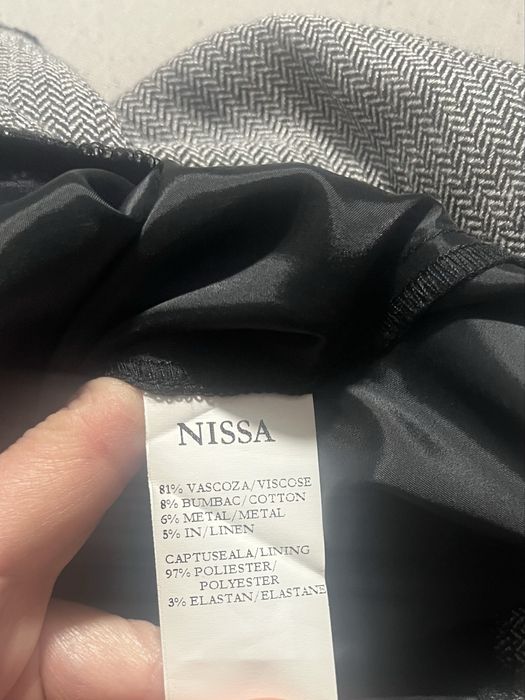 NISSA
81% VASCOZA/VISCOSE
8% BUMBAC/COTTON
6% METAL/METAL
5% IN/LINEN
CAPTUSEALA/LINING
97% POLIESTER/
POLYESTER
3% ELASTAN/ELASTANE